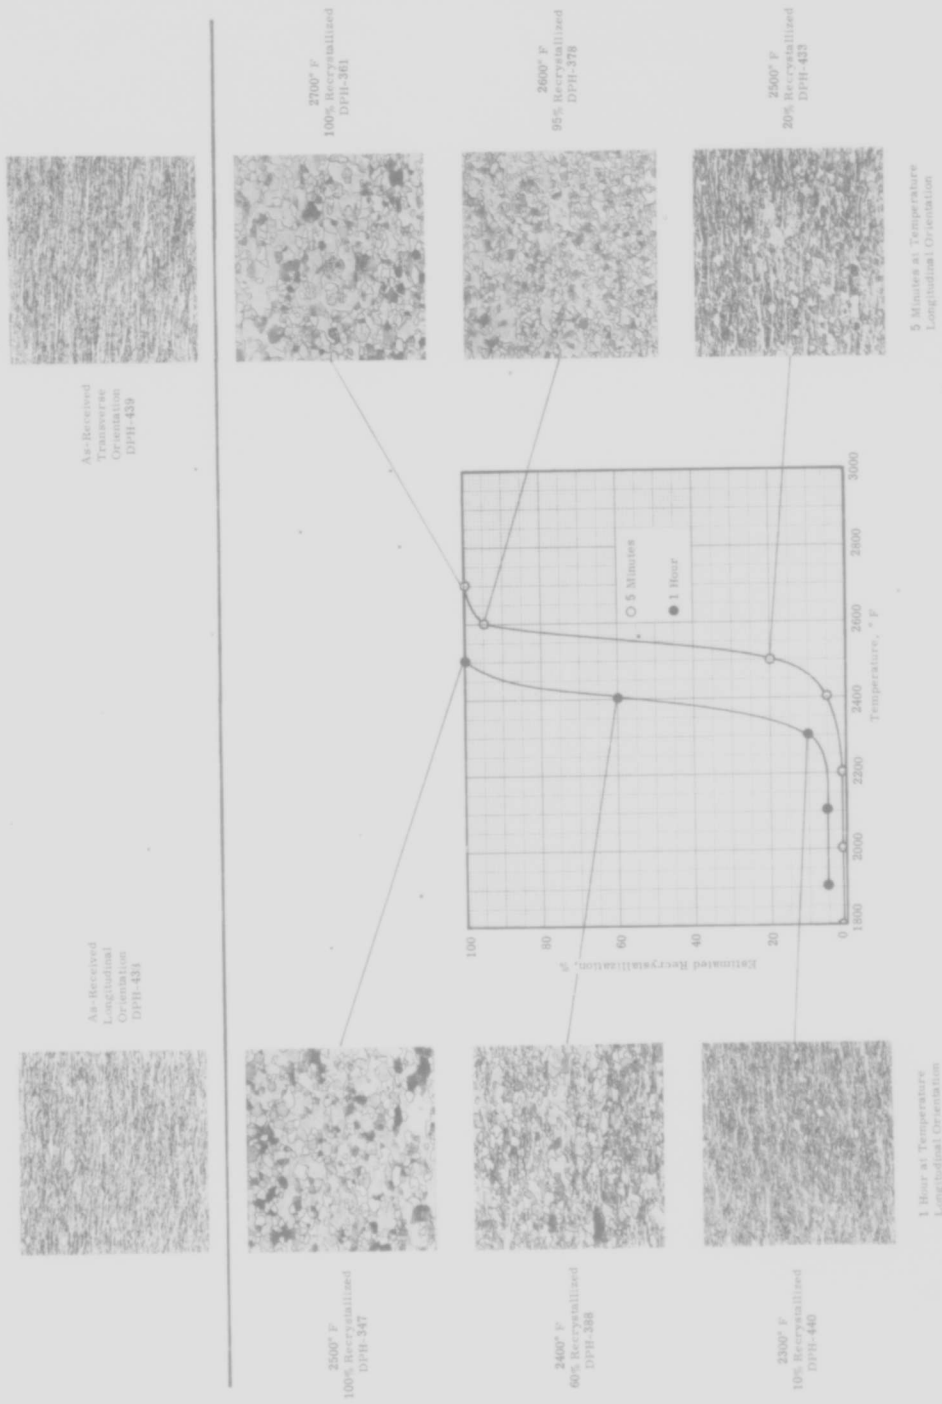 As-Received
Longitudinal
Orientation
DPH-431
As-Received
Transverse
Orientation
DPH-439
2500° F
100% Recrystallized
DPH-347
2700° F
100% Recrystallized
DPH-361
2400° F
60% Recrystallized
DPH-388
2600° F
95% Recrystallized
DPH-378
2300° F
10% Recrystallized
DPH-440
2500° F
20% Recrystallized
DPH-433
Estimated Recrystallization, %
100
80
60
40
20
0
1800
2000
2200
2400
2600
2800
3000
Temperature, °F
5 Minutes
1 Hour
1 Hour at Temperature
Longitudinal Orientation
5 Minutes at Temperature
Longitudinal Orientation